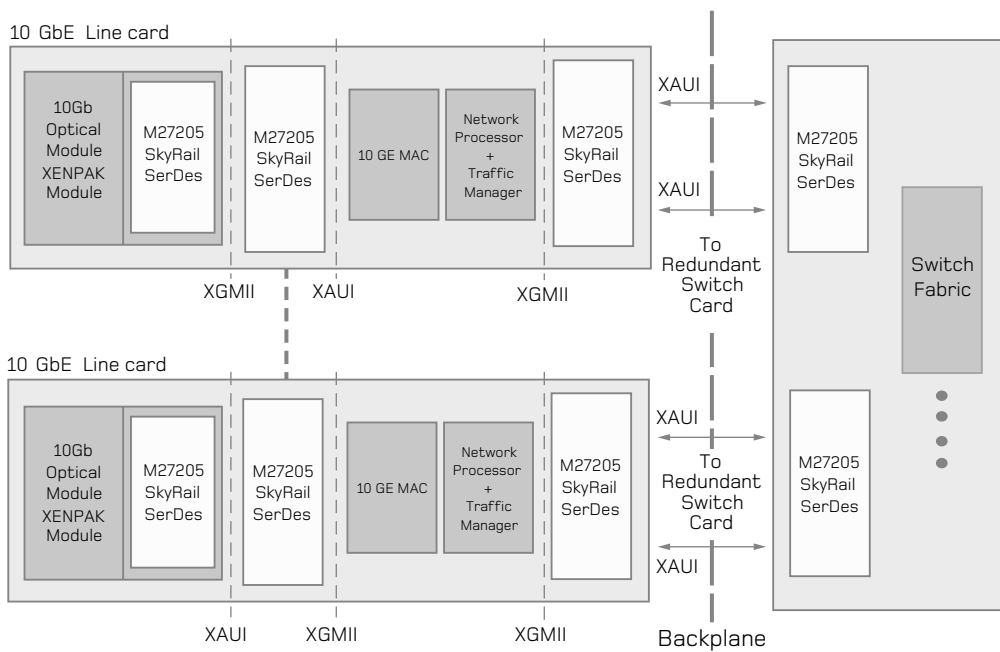 10 GbE Line card
10Gb
Optical
Module
XENPAK
Module
M27205
SkyRail
SerDes
M27205
SkyRail
SerDes
10 GE MAC
Network
Processor
+
Traffic
Manager
M27205
SkyRail
SerDes
XGMII
XAUI
XGMII
XAUI
XAUI
To
Redundant
Switch
Card
M27205
SkyRail
SerDes
Switch
Fabric
10 GbE Line card
10Gb
Optical
Module
XENPAK
Module
M27205
SkyRail
SerDes
M27205
SkyRail
SerDes
10 GE MAC
Network
Processor
+
Traffic
Manager
M27205
SkyRail
SerDes
XAUI
XGMII
XGMII
XAUI
To
Redundant
Switch
Card
XAUI
Backplane
M27205
SkyRail
SerDes